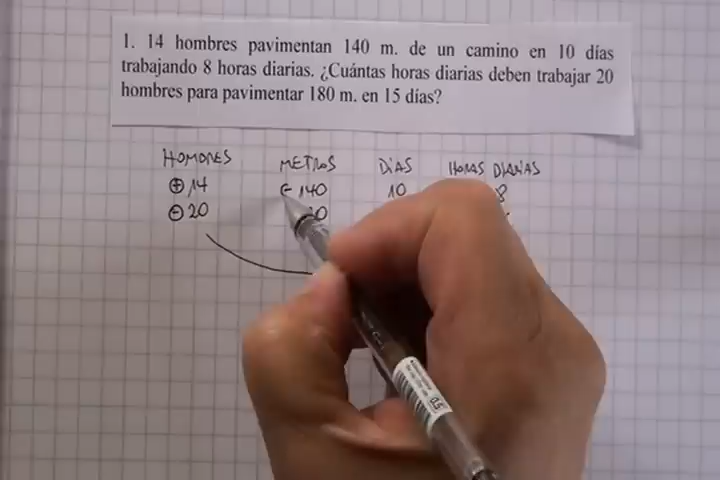 1. 14 hombres pavimentan 140 m. de un camino en 10 días
trabajando 8 horas diarias. ¿Cuántas horas diarias deben trabajar 20
hombres para pavimentar 180 m. en 15 días?
HOMBRES METROS DÍAS HORAS DIARIAS
⊕ 14 140 10 8
⊖ 20
0.5